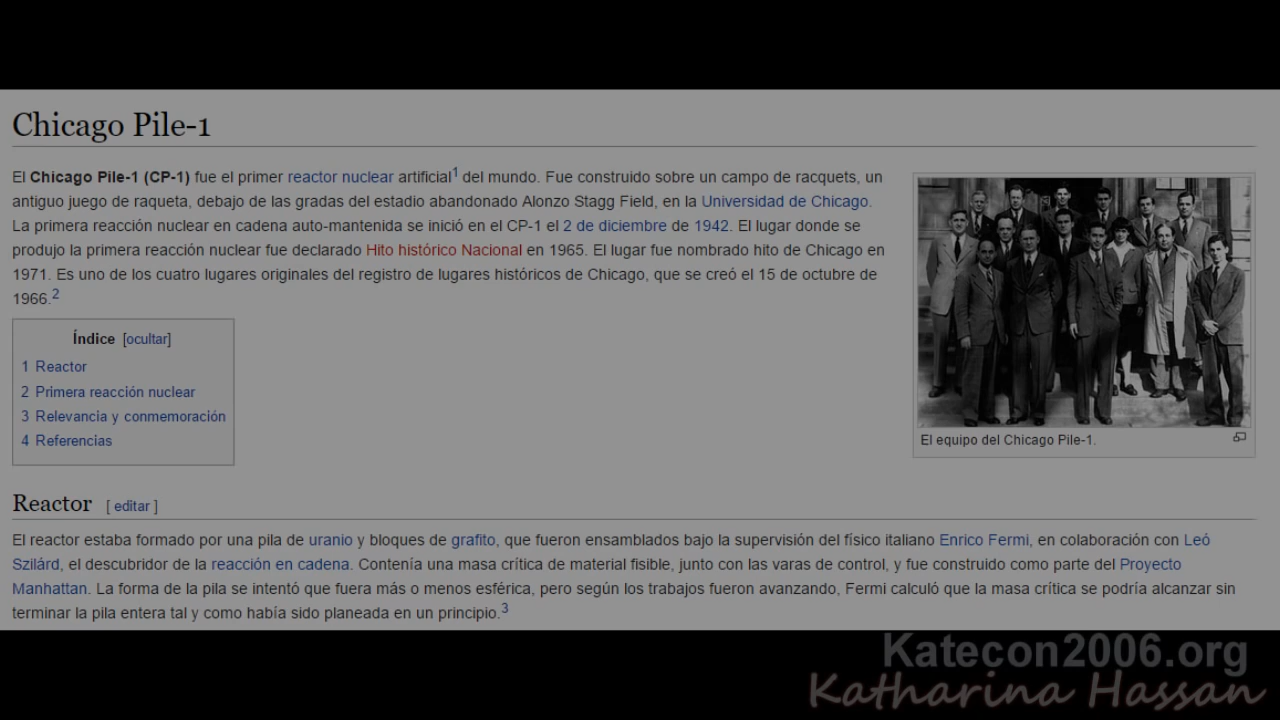 Chicago Pile-1
El Chicago Pile-1 (CP-1) fue el primer reactor nuclear artificial1 del mundo. Fue construido sobre un campo de racquets, un
antiguo juego de raqueta, debajo de las gradas del estadio abandonado Alonzo Stagg Field, en la Universidad de Chicago.
La primera reacción nuclear en cadena auto-mantenida se inició en el CP-1 el 2 de diciembre de 1942. El lugar donde se
produjo la primera reacción nuclear fue declarado Hito histórico Nacional en 1965. El lugar fue nombrado hito de Chicago en
1971. Es uno de los cuatro lugares originales del registro de lugares históricos de Chicago, que se creó el 15 de octubre de
1966.2
El equipo del Chicago Pile-1.
Índice [ocultar]
1 Reactor
2 Primera reacción nuclear
3 Relevancia y conmemoración
4 Referencias
Reactor [ editar ]
El reactor estaba formado por una pila de uranio y bloques de grafito, que fueron ensamblados bajo la supervisión del físico italiano Enrico Fermi, en colaboración con Leó
Szilárd, el descubridor de la reacción en cadena. Contenía una masa crítica de material fisible, junto con las varas de control, y fue construido como parte del Proyecto
Manhattan. La forma de la pila se intentó que fuera más o menos esférica, pero según los trabajos fueron avanzando, Fermi calculó que la masa crítica se podría alcanzar sin
terminar la pila entera tal y como había sido planeada en un principio.3
Katecon2006.org
Katharina Hassan